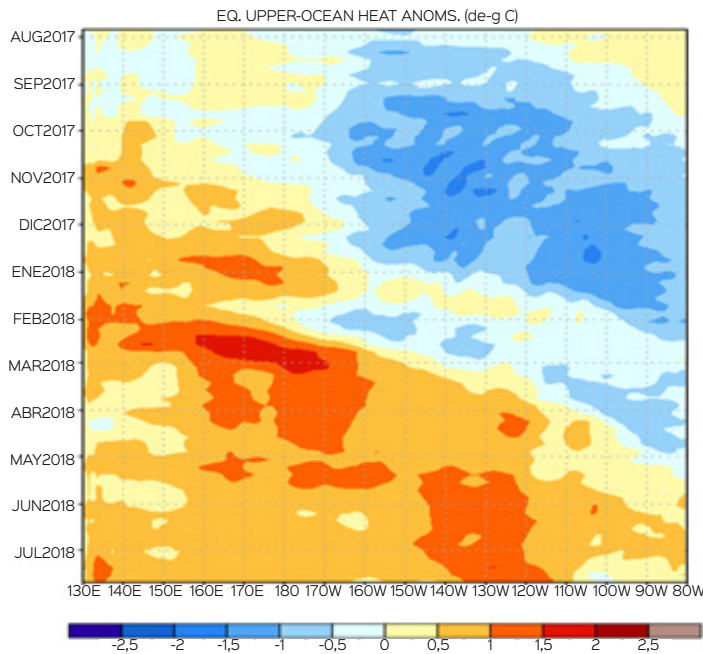 EQ. UPPER-OCEAN HEAT ANOMS. (de-g C)
AUG2017
SEP2017
OCT2017
NOV2017
DIC2017
ENE2018
FEB2018
MAR2018
ABR2018
MAY2018
JUN2018
JUL2018
130E 140E 150E 160E 170E 180 170W 160W 150W 140W 130W 120W 110W 100W 90W 80W
-2,5 -2 -1,5 -1 -0,5 0 0,5 1 1,5 2 2,5